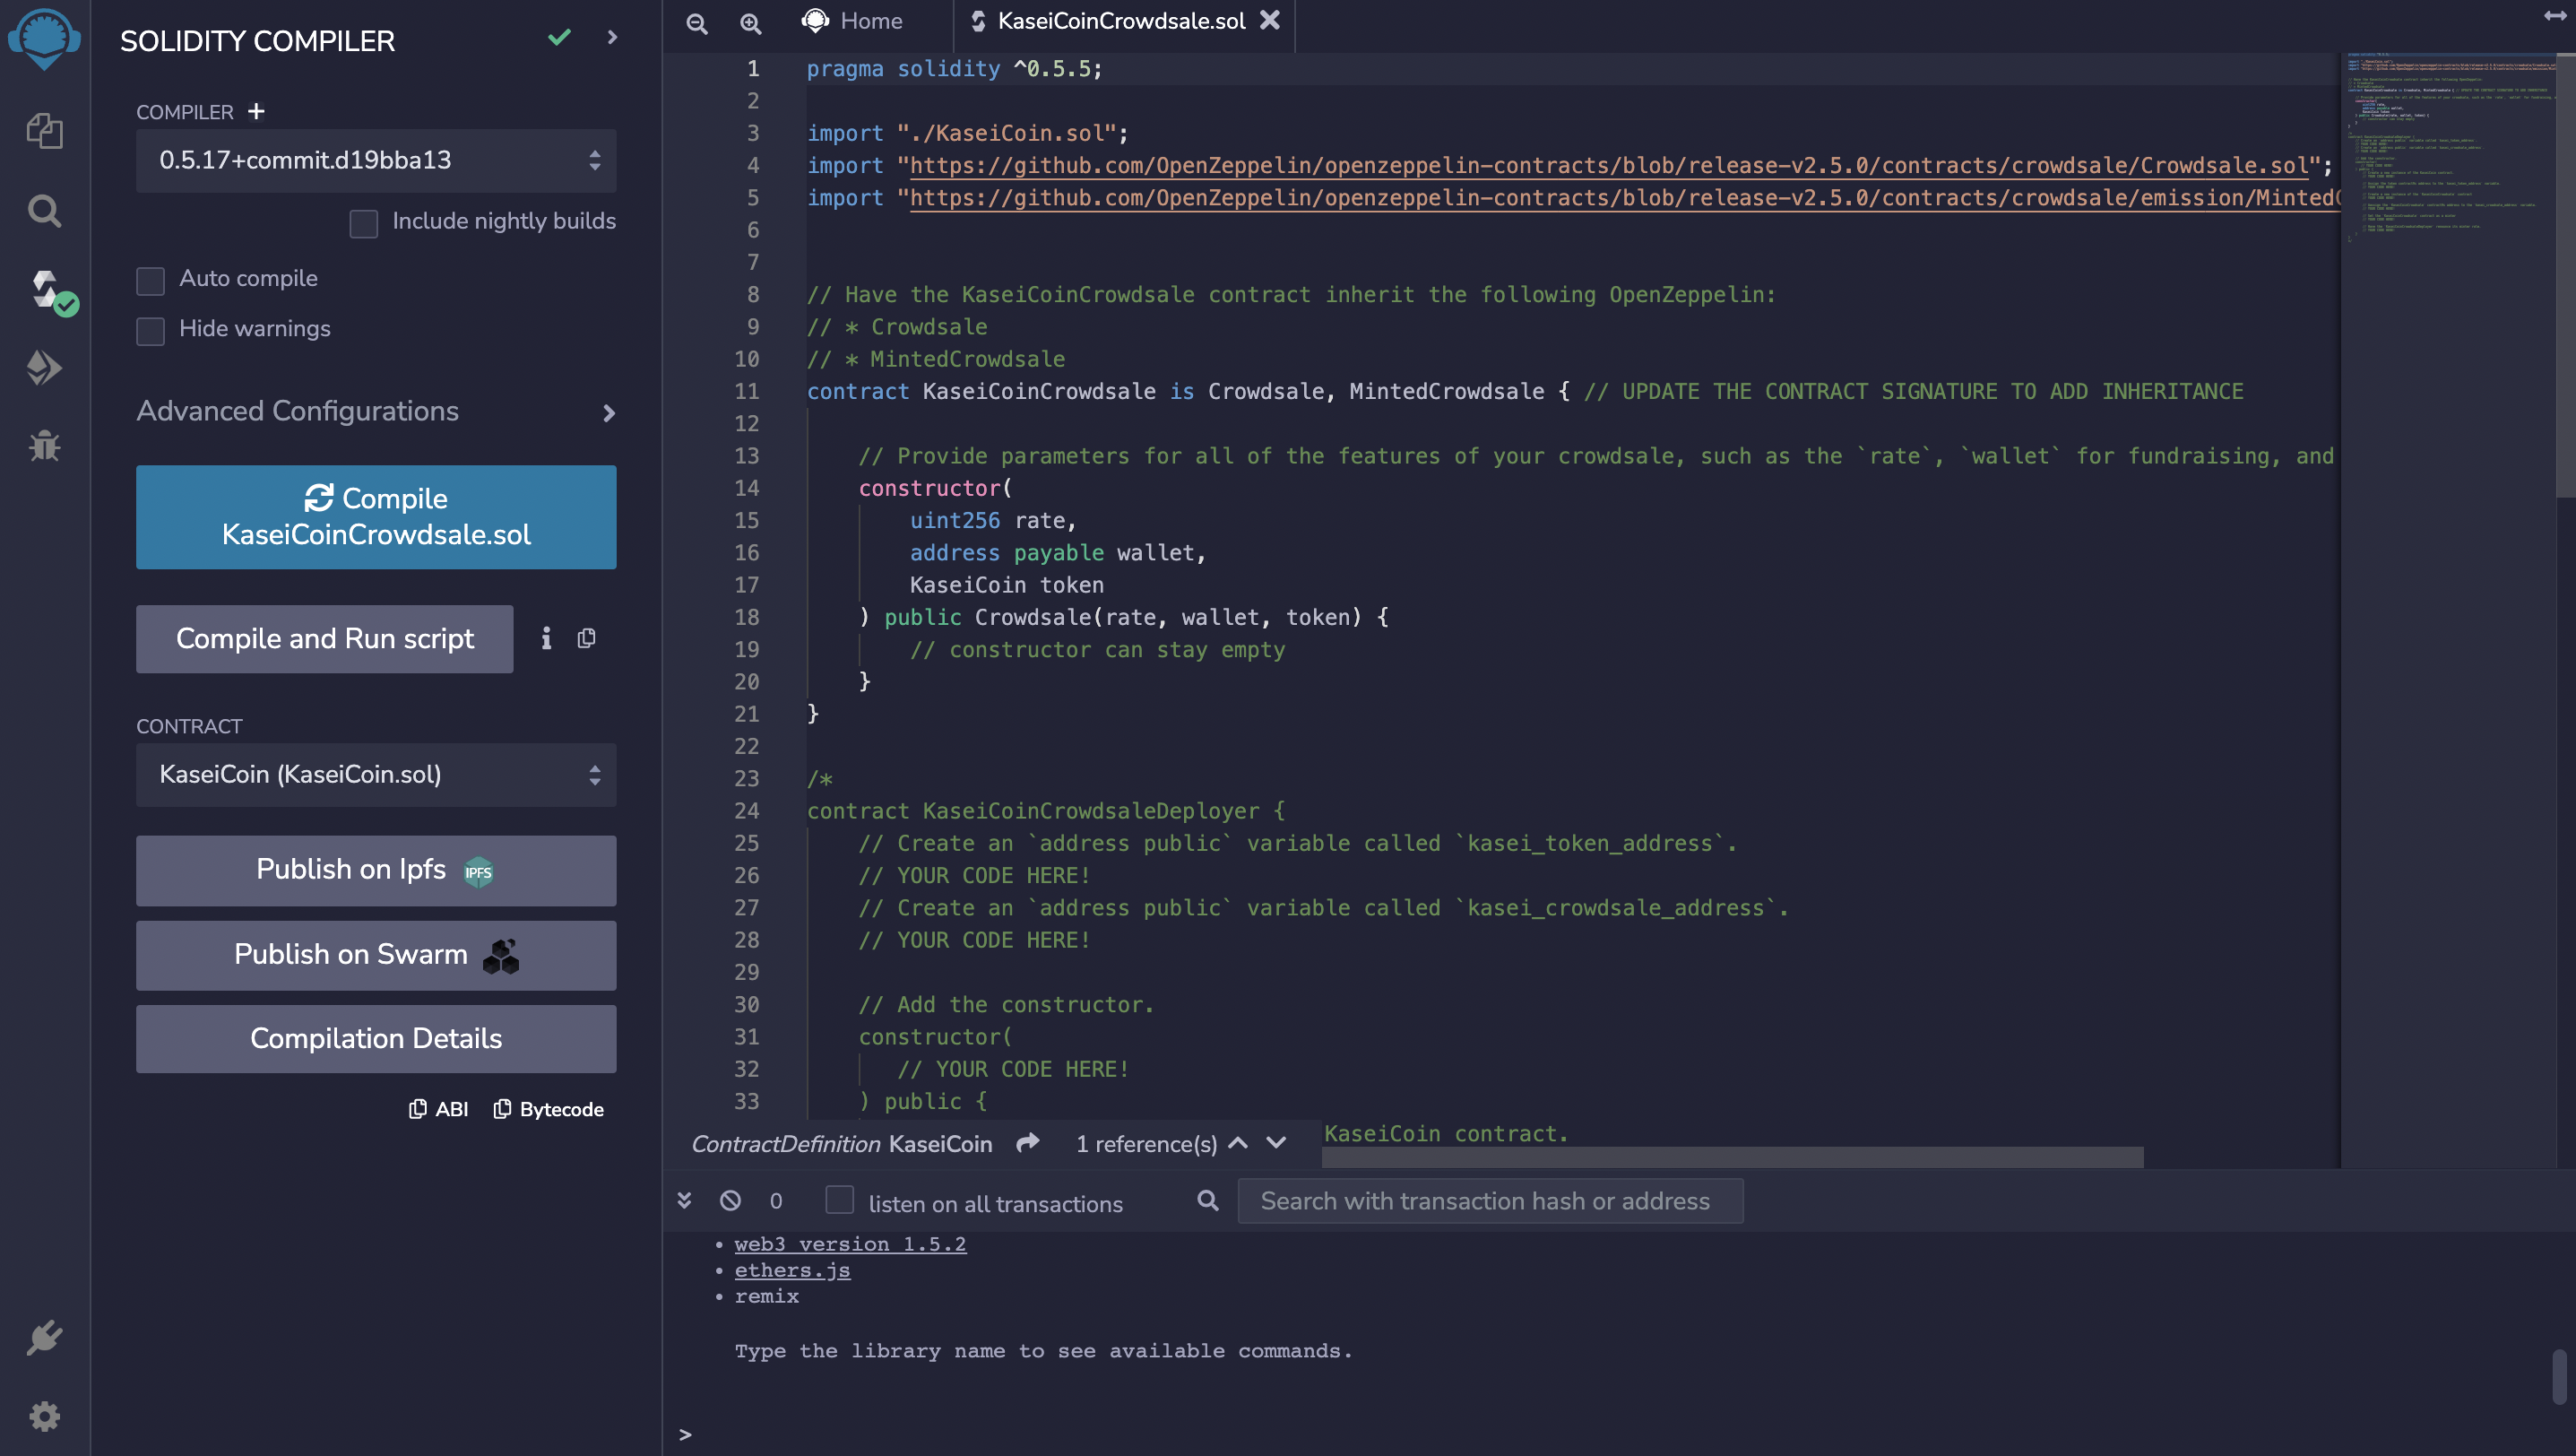 SOLIDITY COMPILER
COMPILER +
0.5.17+commit.d19bba13
Include nightly builds
Auto compile
Hide warnings
Advanced Configurations
Compile
KaseiCoinCrowdsale.sol
Compile and Run script
CONTRACT
KaseiCoin (KaseiCoin.sol)
Publish on Ipfs IPFS
Publish on Swarm
Compilation Details
ABI Bytecode
Home KaseiCoinCrowdsale.sol
1 pragma solidity ^0.5.5;
2
3 import "./KaseiCoin.sol";
4 import "https://github.com/OpenZeppelin/openzeppelin-contracts/blob/release-v2.5.0/contracts/crowdsale/Crowdsale.sol";
5 import "https://github.com/OpenZeppelin/openzeppelin-contracts/blob/release-v2.5.0/contracts/crowdsale/emission/MintedC
6
7
8 // Have the KaseiCoinCrowdsale contract inherit the following OpenZeppelin:
9 // * Crowdsale
10 // * MintedCrowdsale
11 contract KaseiCoinCrowdsale is Crowdsale, MintedCrowdsale { // UPDATE THE CONTRACT SIGNATURE TO ADD INHERITANCE
12
13 // Provide parameters for all of the features of your crowdsale, such as the `rate`, `wallet` for fundraising, and
14 constructor(
15 uint256 rate,
16 address payable wallet,
17 KaseiCoin token
18 ) public Crowdsale(rate, wallet, token) {
19 // constructor can stay empty
20 }
21 }
22
23 /*
24 contract KaseiCoinCrowdsaleDeployer {
25 // Create an `address public` variable called `kasei_token_address`.
26 // YOUR CODE HERE!
27 // Create an `address public` variable called `kasei_crowdsale_address`.
28 // YOUR CODE HERE!
29
30 // Add the constructor.
31 constructor(
32 // YOUR CODE HERE!
33 ) public {
KaseiCoin contract.
ContractDefinition KaseiCoin 1 reference(s)
0 listen on all transactions Search with transaction hash or address
• web3 version 1.5.2
• ethers.js
• remix
Type the library name to see available commands.
>